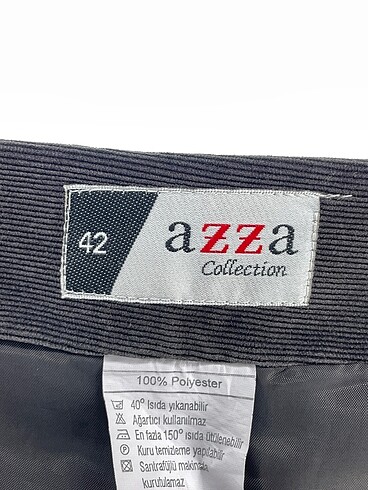 42
azza
Collection
100% Polyester
40° Isıda yıkanabilir
Ağartıcı kullanılmaz
En fazla 150° ısıda ütülenebilir
Kuru temizleme yapılabilir
Santrafüjlü makinada
kurutulamaz